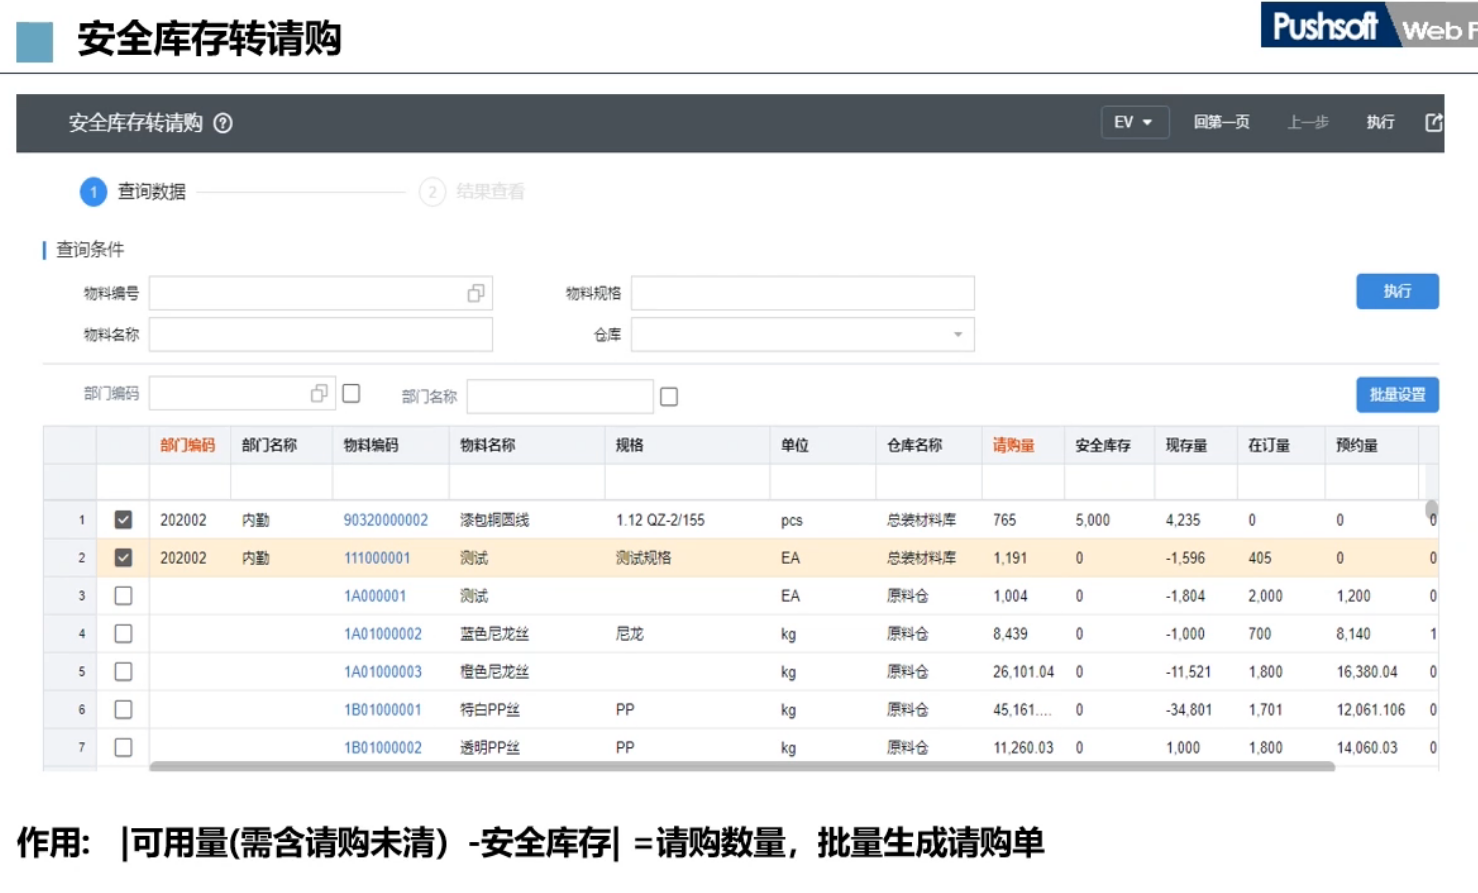 安全库存转请购
Pushsoft Web F
安全库存转请购 ?
EV 回第一页 上一步 执行
1 查询数据 2 结果查看
查询条件
物料编号 物料规格 执行
物料名称 仓库
部门编码 部门名称 批量设置
部门编码 部门名称 物料编码 物料名称 规格 单位 仓库名称 请购量 安全库存 现存量 在订量 预约量
1 202002 内勤 90320000002 漆包铜圆线 1.12 QZ-2/155 pcs 总装材料库 765 5,000 4,235 0 0 0
2 202002 内勤 111000001 测试 测试规格 EA 总装材料库 1,191 0 -1,596 405 0 0
3 1A000001 测试 EA 原料仓 1,004 0 -1,804 2,000 1,200 0
4 1A01000002 蓝色尼龙丝 尼龙 kg 原料仓 8,439 0 -1,000 700 8,140 1
5 1A01000003 橙色尼龙丝 kg 原料仓 26,101.04 0 -11,521 1,800 16,380.04 0
6 1B01000001 特白PP丝 PP kg 原料仓 45,161.... 0 -34,801 1,701 12,061.106 0
7 1B01000002 透明PP丝 PP kg 原料仓 11,260.03 0 1,000 1,800 14,060.03 0
作用: |可用量(需含请购未清）-安全库存| =请购数量，批量生成请购单